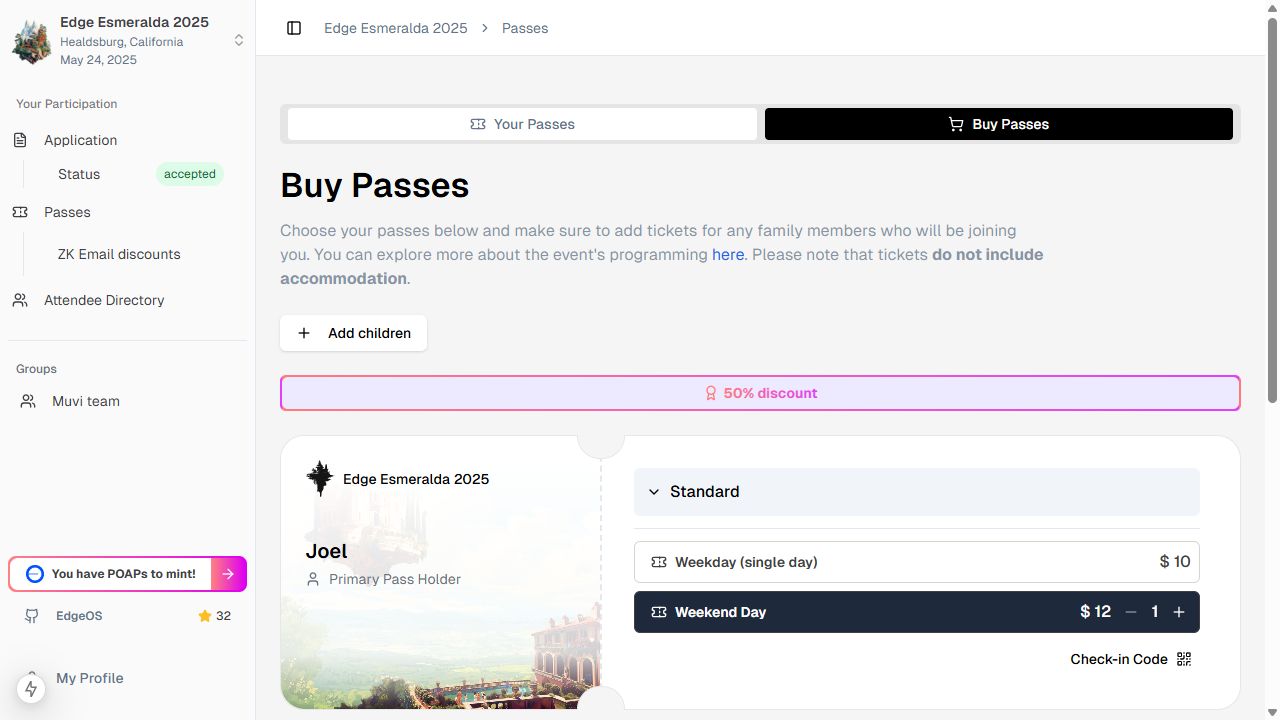 Edge Esmeralda 2025
Healdsburg, California
May 24, 2025
Your Participation
Application
Status
accepted
Passes
ZK Email discounts
Attendee Directory
Groups
Muvi team
You have POAPs to mint!
EdgeOS
32
My Profile
Edge Esmeralda 2025 > Passes
Your Passes
Buy Passes
Buy Passes
Choose your passes below and make sure to add tickets for any family members who will be joining
you. You can explore more about the event's programming here. Please note that tickets do not include
accommodation.
Add children
50% discount
Edge Esmeralda 2025
Joel
Primary Pass Holder
Standard
Weekday (single day) $ 10
Weekend Day $ 12 − 1 +
Check-in Code